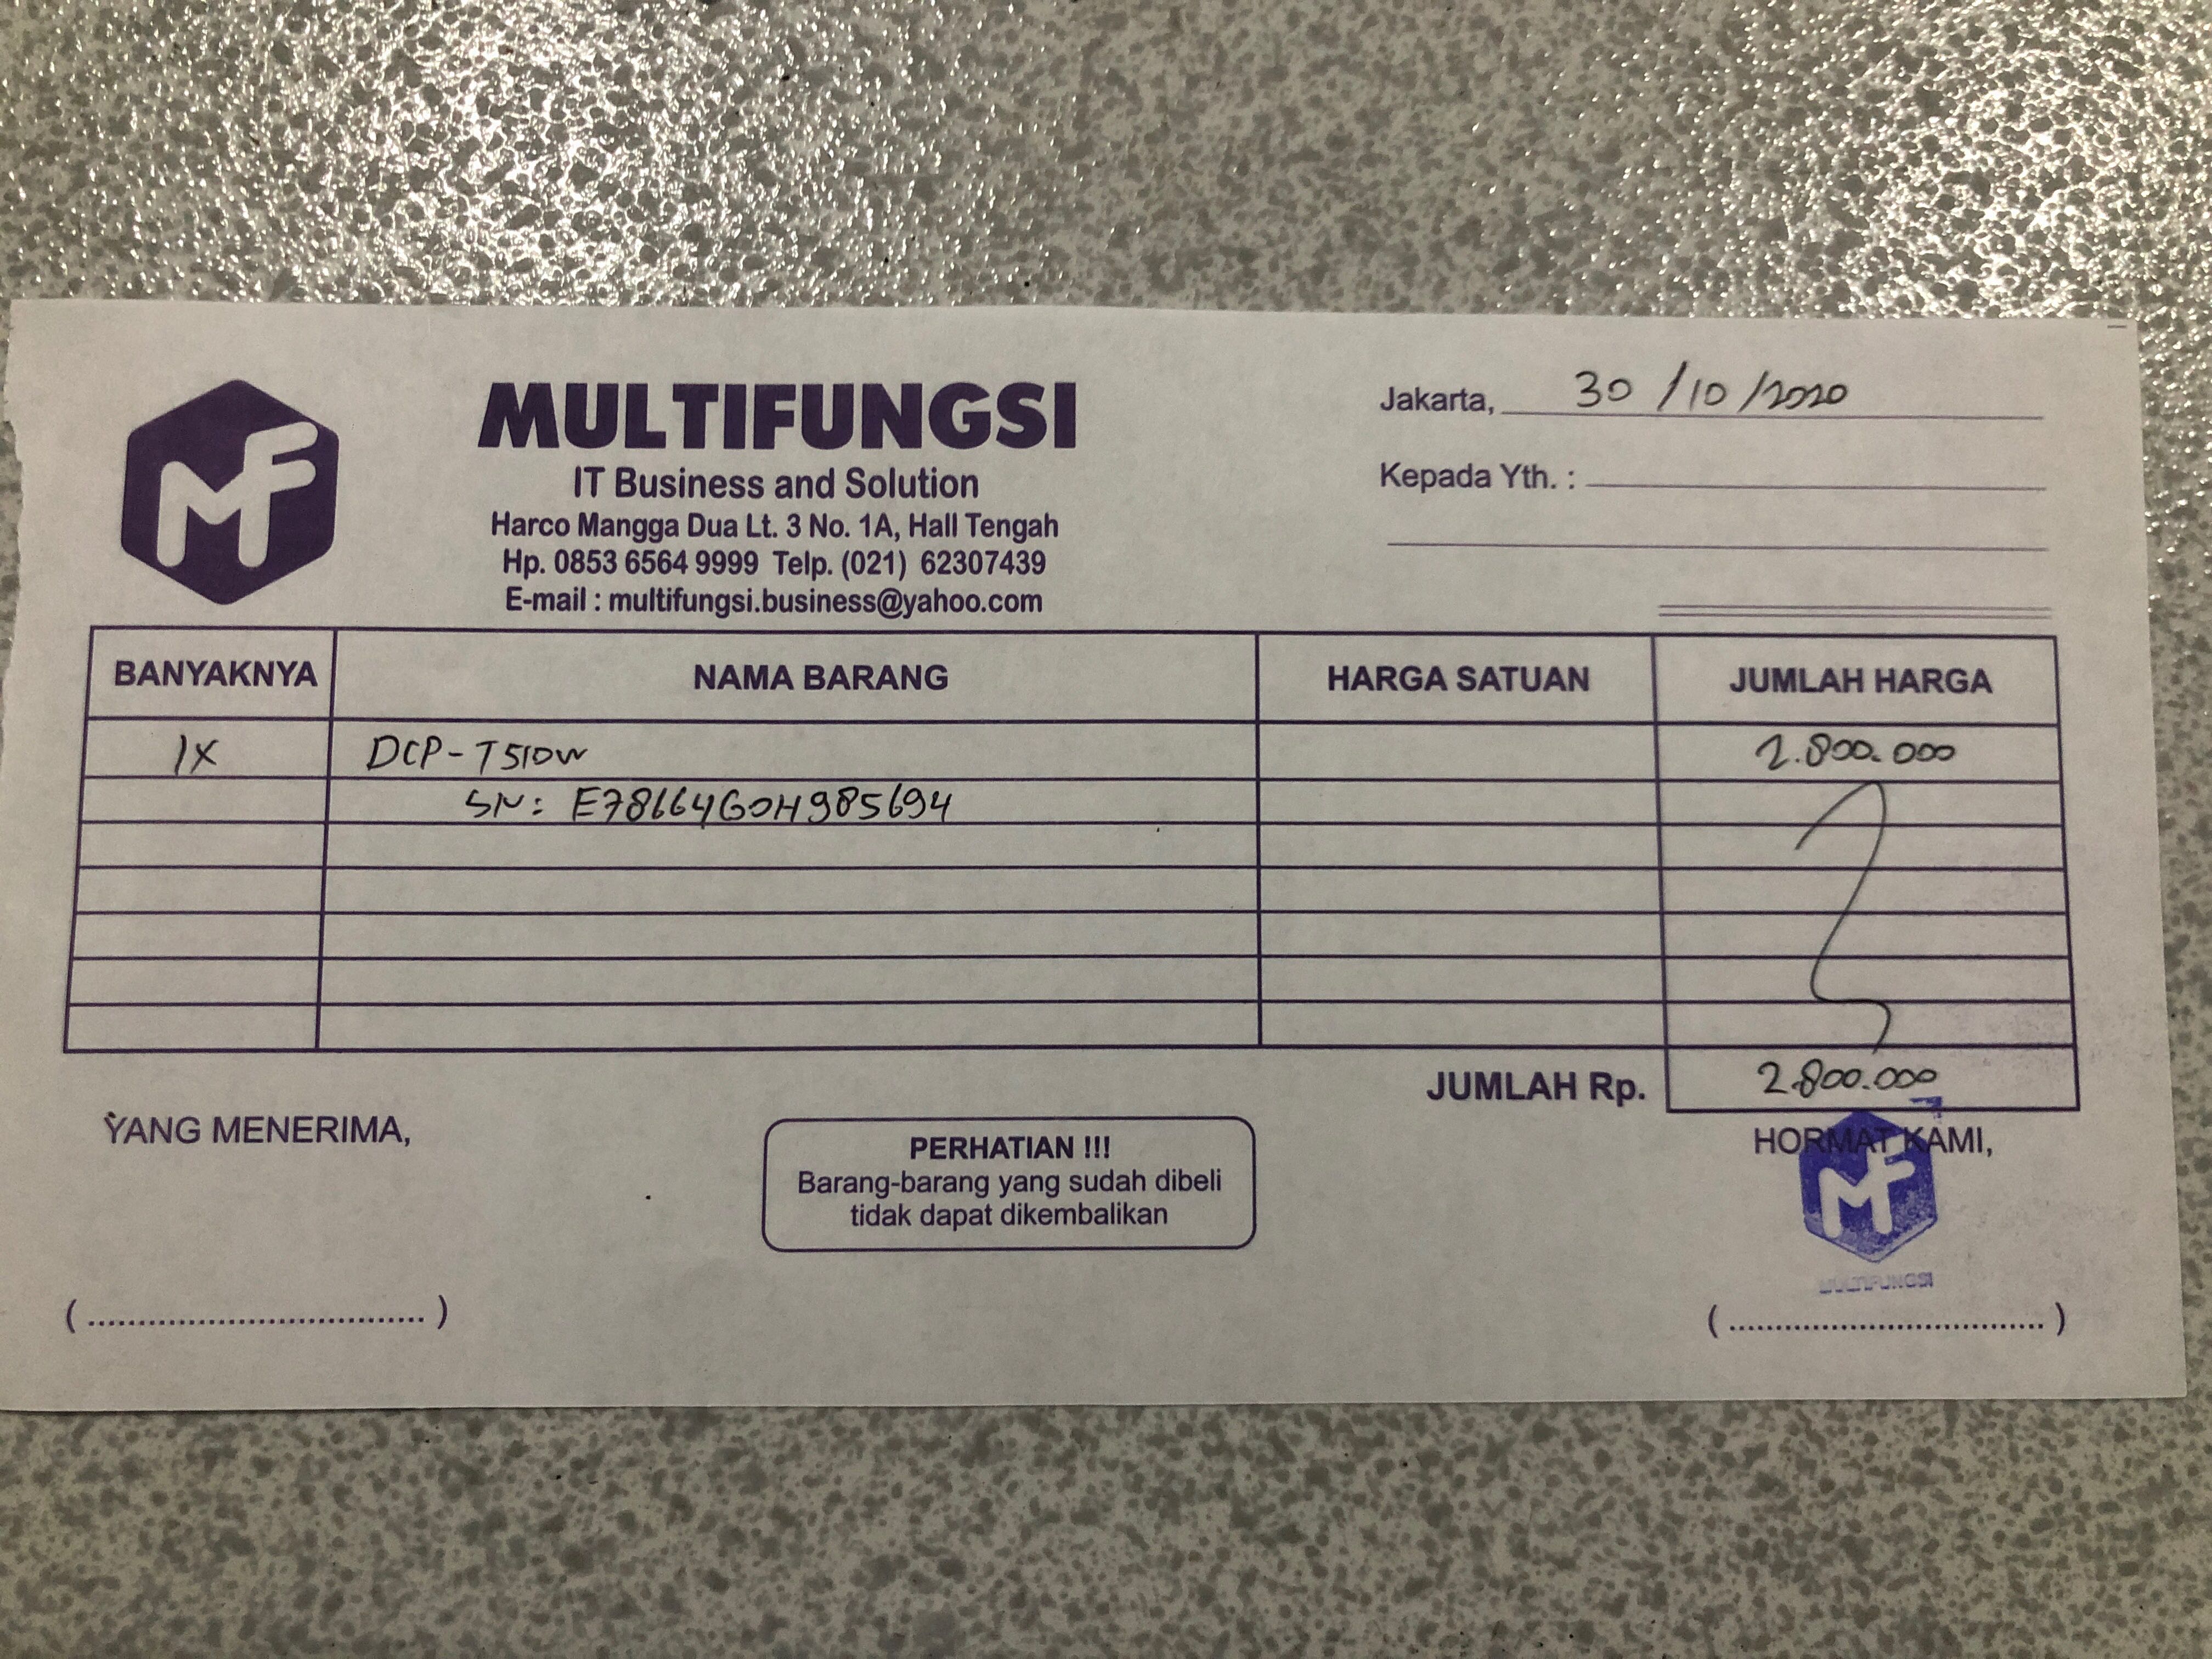 MF
MULTIFUNGSI
IT Business and Solution
Harco Mangga Dua Lt. 3 No. 1A, Hall Tengah
Hp. 0853 6564 9999 Telp. (021) 62307439
E-mail : multifungsi.business@yahoo.com
Jakarta, 30/10/2020
Kepada Yth. :
BANYAKNYA NAMA BARANG HARGA SATUAN JUMLAH HARGA
1X DCP-T510W 2.800.000
SN: E78664G0H985694
JUMLAH Rp. 2.800.000
YANG MENERIMA,
PERHATIAN !!!
Barang-barang yang sudah dibeli
tidak dapat dikembalikan
HORMAT KAMI,
MF
MULTIFUNGSI
(..................................) (..................................)